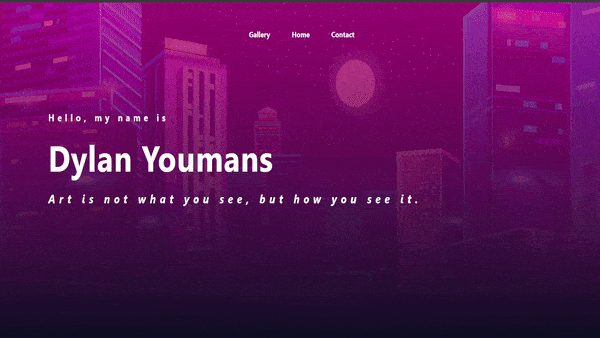 Gallery Home Contact
Hello, my name is
Dylan Youmans
Art is not what you see, but how you see it.